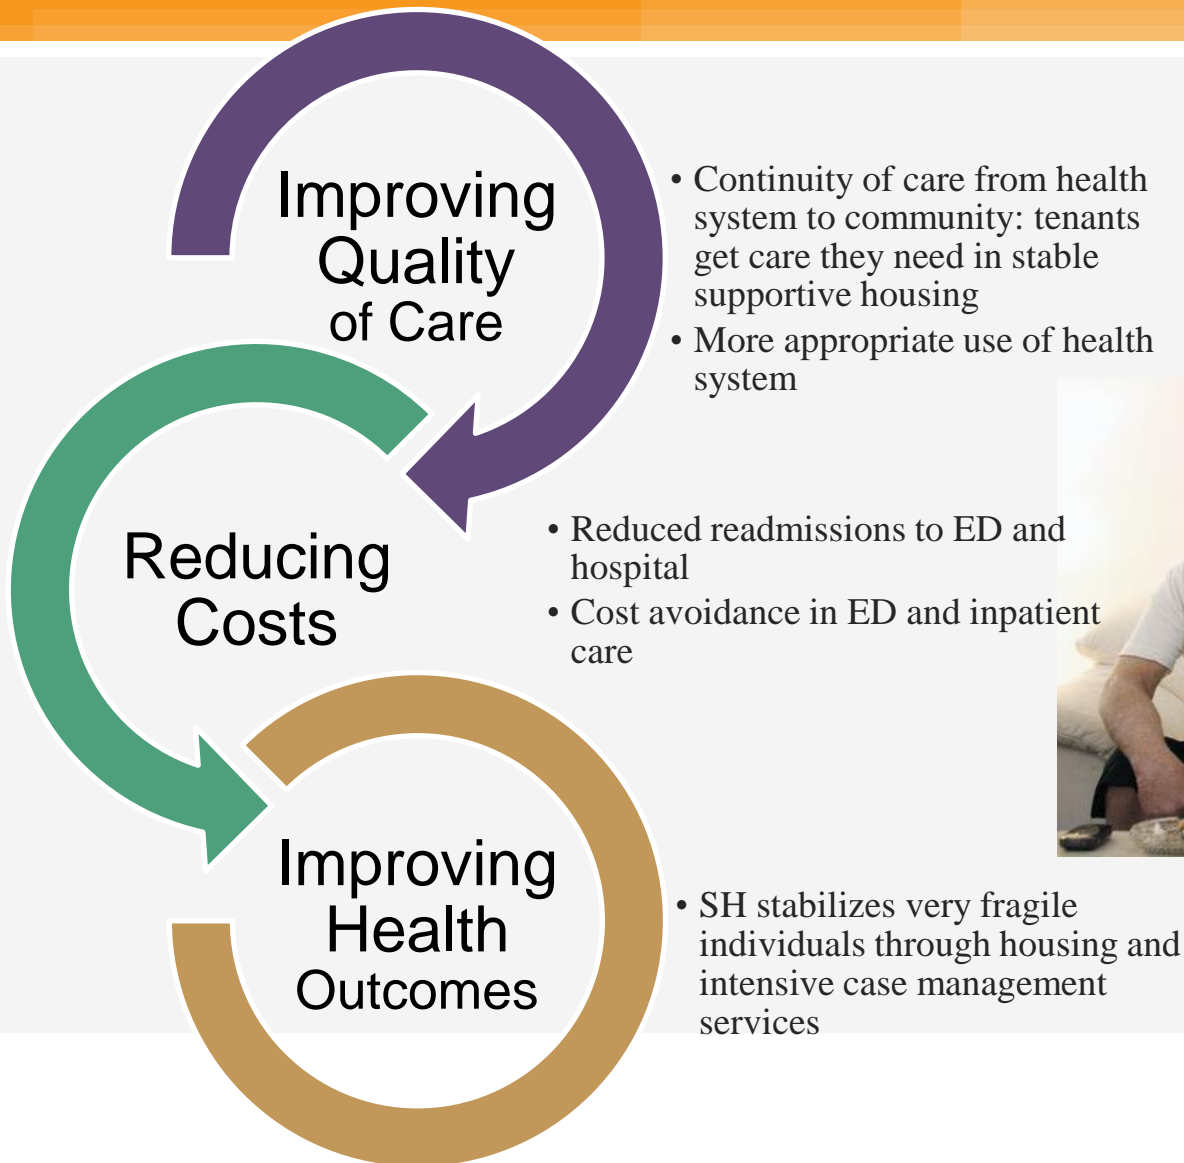 Improving
Quality
of Care
• Continuity of care from health
system to community: tenants
get care they need in stable
supportive housing
• More appropriate use of health
system
Reducing
Costs
• Reduced readmissions to ED and
hospital
• Cost avoidance in ED and inpatient
care
Improving
Health
Outcomes
• SH stabilizes very fragile
individuals through housing and
intensive case management
services